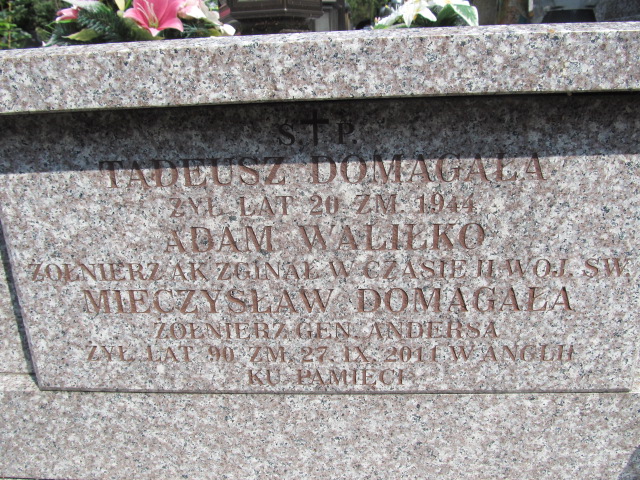 Ś. † P.
TADEUSZ DOMAGAŁA
ŻYŁ LAT 20 ZM. 1944
ADAM WALIŁKO
ŻOŁNIERZ AK ZGINĄŁ W CZASIE II WOJ. ŚW.
MIECZYSŁAW DOMAGAŁA
ŻOŁNIERZ GEN. ANDERSA
ŻYŁ LAT 90 ZM. 27. IX. 2011 W ANGLII
KU PAMIĘCI